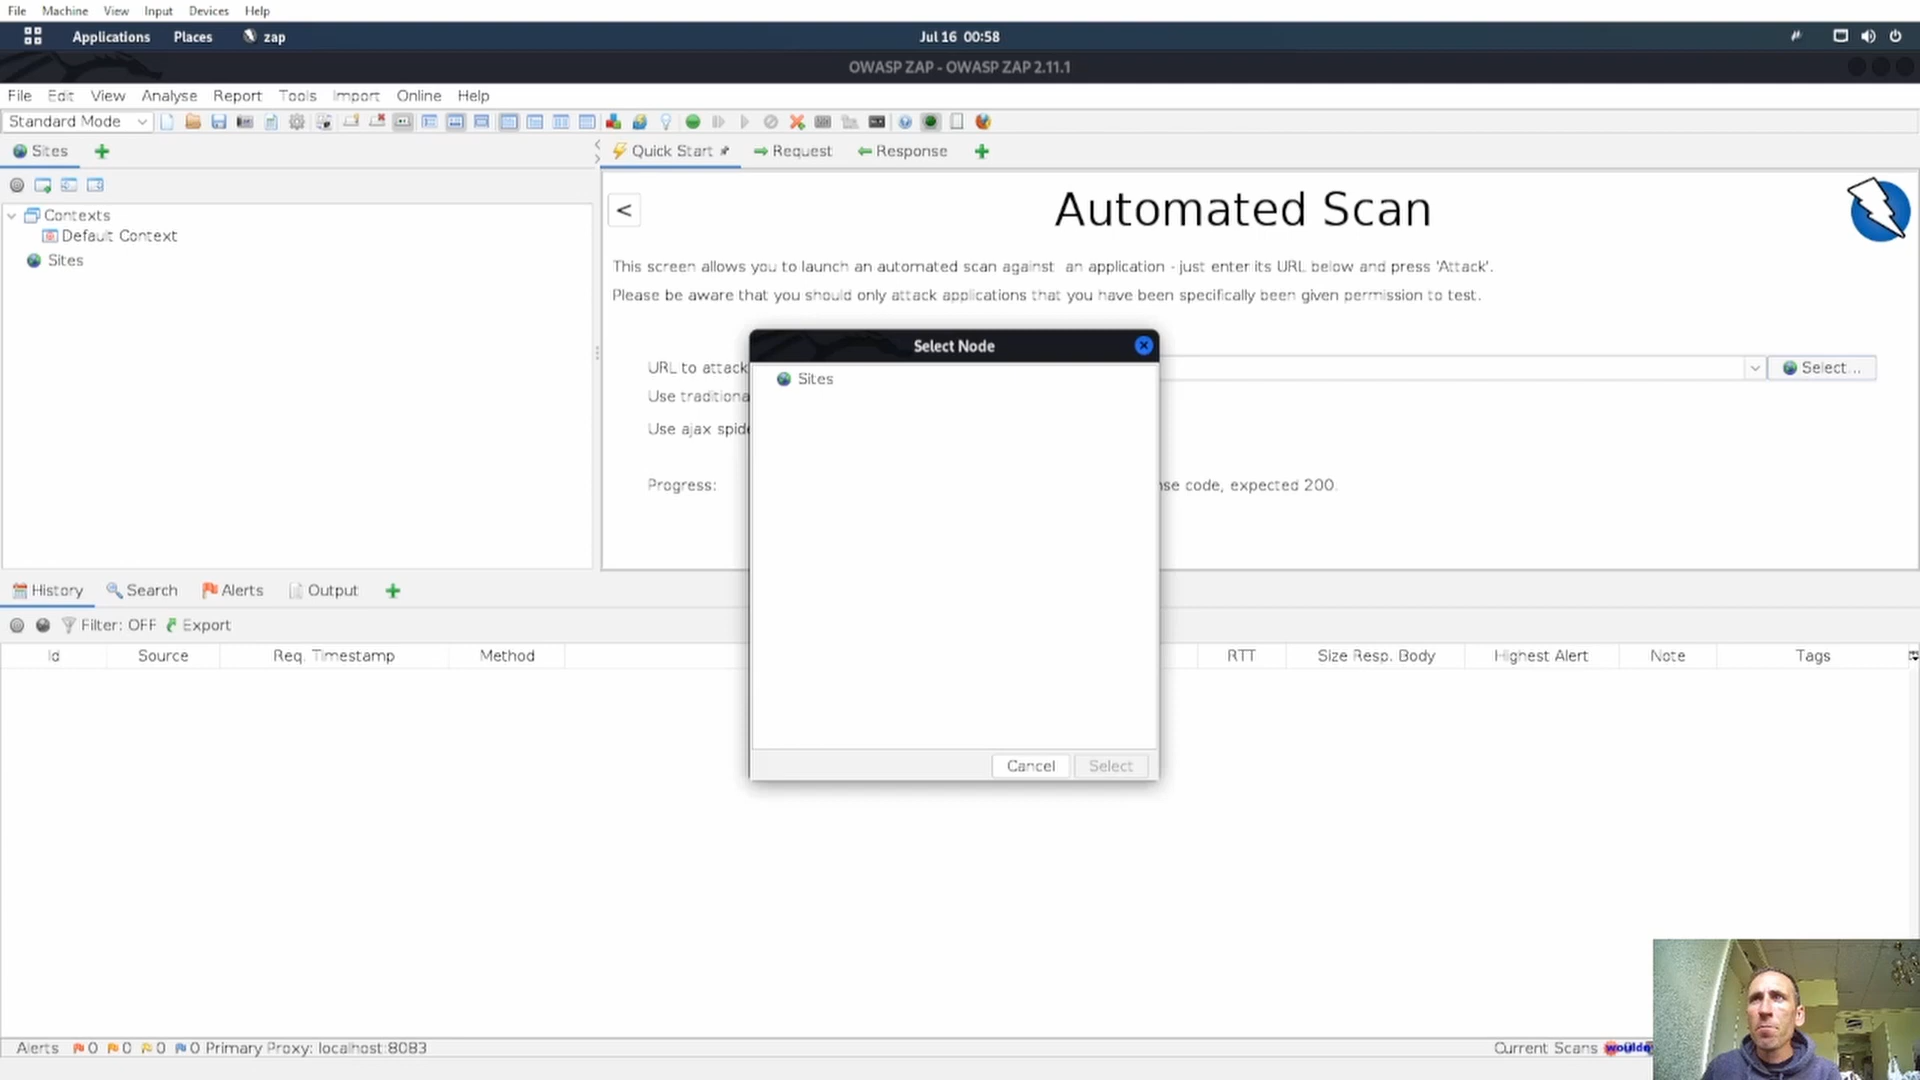 File Machine View Input Devices Help
Applications Places zap Jul 16 00:58
OWASP ZAP - OWASP ZAP 2.11.1
File Edit View Analyse Report Tools Import Online Help
Standard Mode
Sites
Quick Start Request Response
Contexts
Default Context
Sites
<
Automated Scan
This screen allows you to launch an automated scan against an application - just enter its URL below and press 'Attack'.
Please be aware that you should only attack applications that you have been specifically been given permission to test.
URL to attack
Select...
Use traditiona
Use ajax spide
Progress:
se code, expected 200.
Select Node
Sites
Cancel Select
History Search Alerts Output
Filter: OFF Export
Id Source Req. Timestamp Method RTT Size Resp. Body Highest Alert Note Tags
Alerts 0 0 0 0 Primary Proxy: localhost:8083
Current Scans